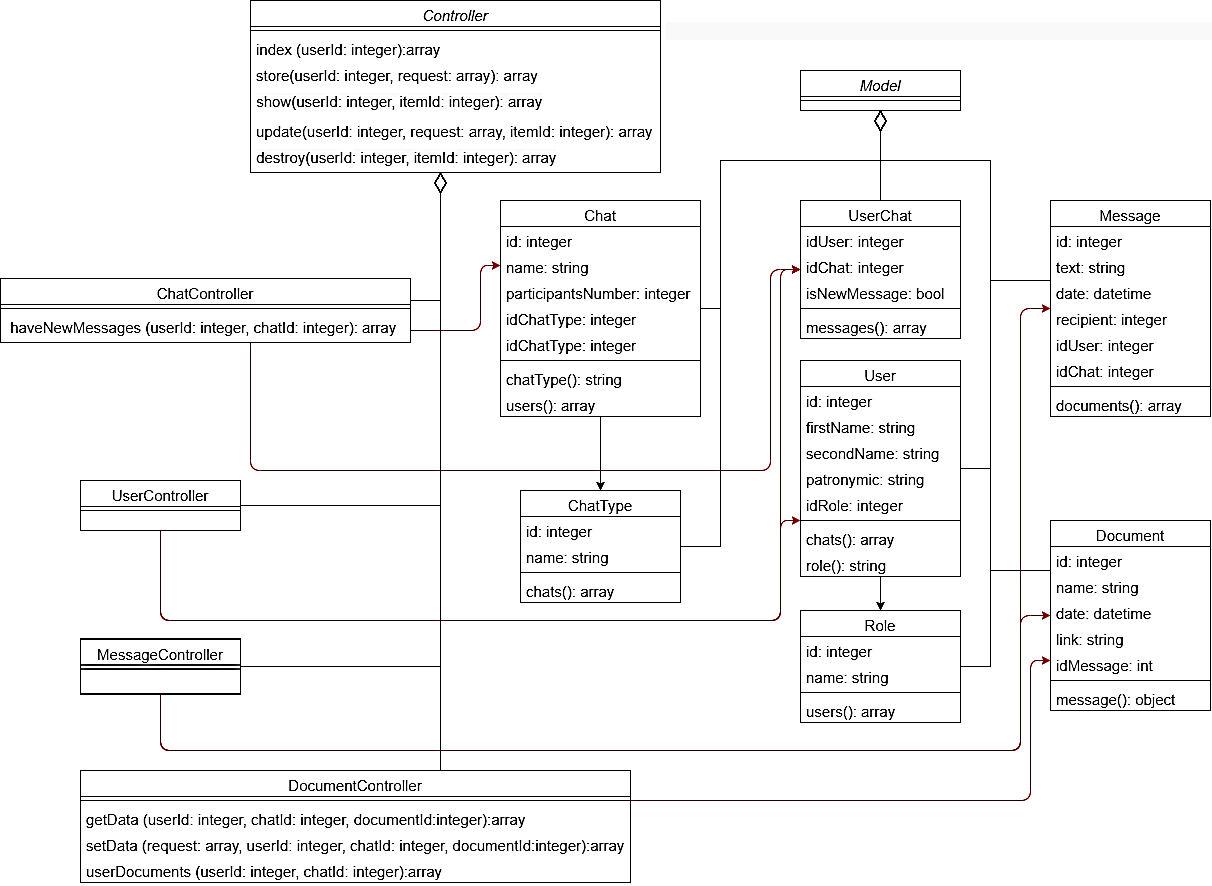 Controller
index (userId: integer):array
store(userId: integer, request: array): array
show(userId: integer, itemId: integer): array
update(userId: integer, request: array, itemId: integer): array
destroy(userId: integer, itemId: integer): array
Model
Chat
id: integer
name: string
participantsNumber: integer
idChatType: integer
idChatType: integer
chatType(): string
users(): array
UserChat
idUser: integer
idChat: integer
isNewMessage: bool
messages(): array
Message
id: integer
text: string
date: datetime
recipient: integer
idUser: integer
idChat: integer
documents(): array
ChatController
haveNewMessages (userId: integer, chatId: integer): array
User
id: integer
firstName: string
secondName: string
patronymic: string
idRole: integer
chats(): array
role(): string
UserController
ChatType
id: integer
name: string
chats(): array
Document
id: integer
name: string
date: datetime
link: string
idMessage: int
message(): object
Role
id: integer
name: string
users(): array
MessageController
DocumentController
getData (userId: integer, chatId: integer, documentId:integer):array
setData (request: array, userId: integer, chatId: integer, documentId:integer):array
userDocuments (userId: integer, chatId: integer):array